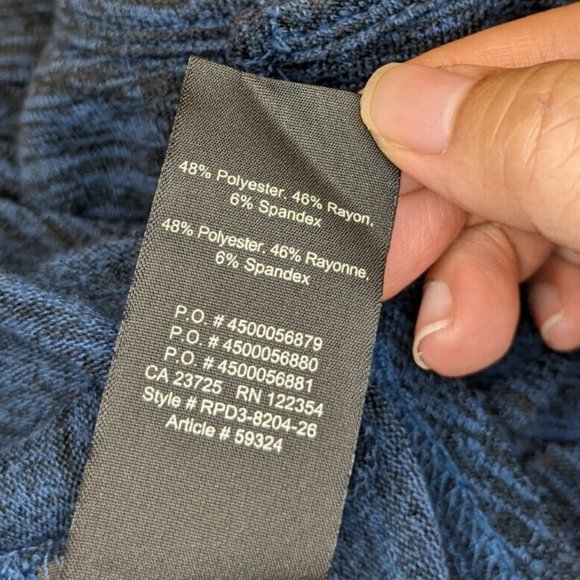 48% Polyester, 46% Rayon,
6% Spandex
48% Polyester, 46% Rayonne,
6% Spandex
P.O. # 4500056879
P.O. # 4500056880
P.O. # 4500056881
CA 23725 RN 122354
Style # RPD3-8204-26
Article # 59324